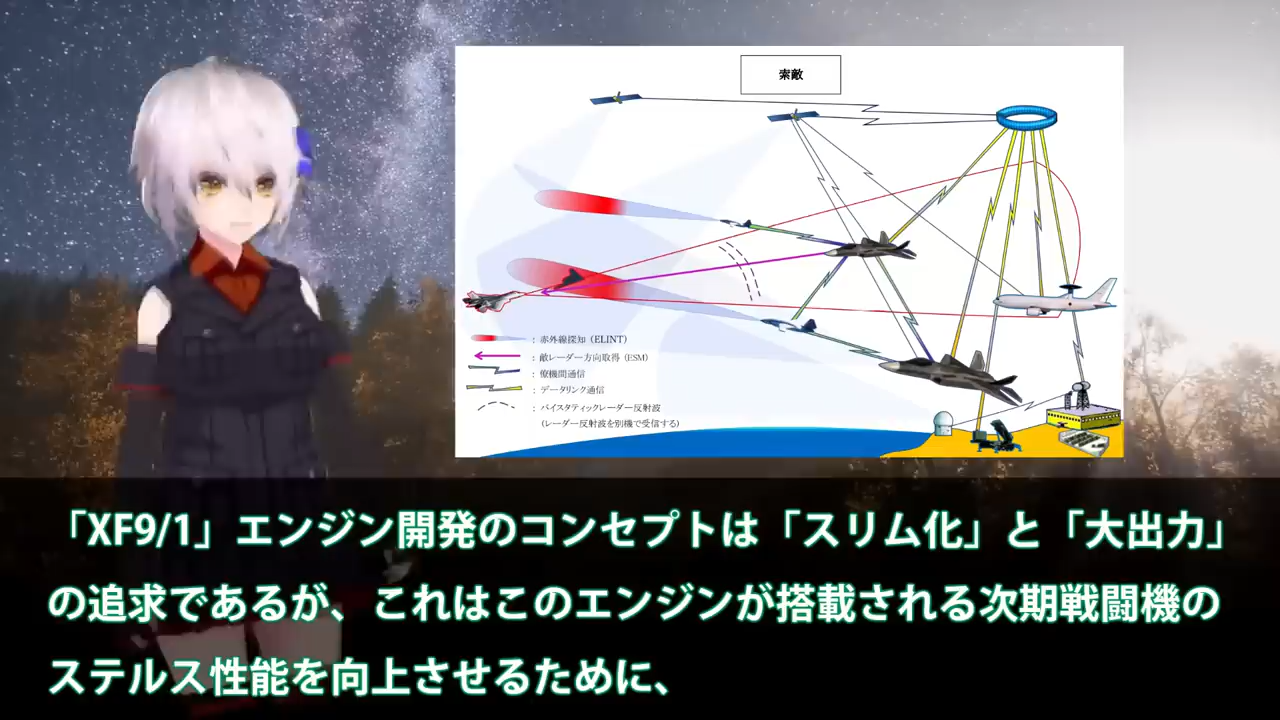 索敵
：赤外線探知（ELINT）
：敵レーダー方向取得（ESM）
：僚機間通信
：データリンク通信
：バイスタティックレーダー反射波
（レーダー反射波を別機で受信する）
「XF9/1」エンジン開発のコンセプトは「スリム化」と「大出力」
の追求であるが、これはこのエンジンが搭載される次期戦闘機の
ステルス性能を向上させるために、